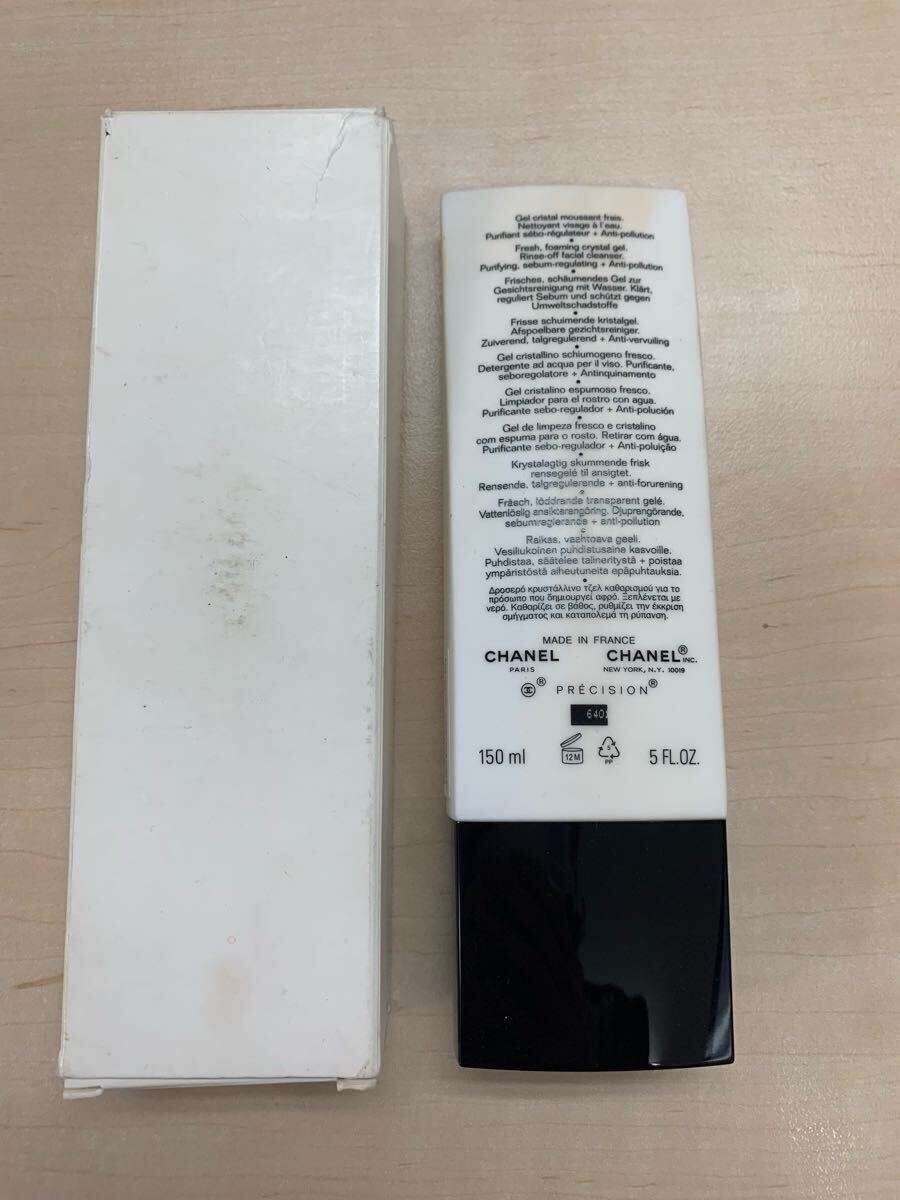 Gel cristal moussant frais.
Nettoyant visage à l'eau.
Purifiant sébo-régulateur + Anti-pollution
Fresh, foaming crystal gel.
Rinse-off facial cleanser.
Purifying, sebum-regulating + Anti-pollution
Frisches, schäumendes Gel zur
Gesichtsreinigung mit Wasser. Klärt,
reguliert Sebum und schützt gegen
Umweltschadstoffe
Frisse schuimende kristalgel.
Afspoelbare gezichtsreiniger.
Zuiverend, talgregulerend + Anti-vervuiling
Gel cristallino schiumogeno fresco.
Detergente ad acqua per il viso. Purificante,
seboregolatore + Antinquinamento
Gel cristalino espumoso fresco.
Limpiador para el rostro con agua.
Purificante sebo-regulador + Anti-polución
Gel de limpeza fresco e cristalino
com espuma para o rosto. Retirar com água.
Purificante sebo-regulador + Anti-poluição
Krystalagtig skummende frisk
rensegelé til ansigtet.
Rensende, talgregulerende + anti-forurening
Fräsch, löddrande transparent gelé.
Vattenlöslig ansiktsrengöring. Djuprengörande,
sebumreglerande + anti-pollution
Raikas, vaahtoava geeli.
Vesiliukoinen puhdistusaine kasvoille.
Puhdistaa, säätelee talineritystä + poistaa
ympäristöstä aiheutuneita epäpuhtauksia.
Δροσερό κρυστάλλινο τζελ καθαρισμού για το
πρόσωπο που δημιουργεί αφρό. Ξεπλένεται με
νερό. Καθαρίζει σε βάθος, ρυθμίζει την έκκριση
σμήγματος και καταπολεμά τη ρύπανση.
MADE IN FRANCE
CHANEL CHANEL® INC.
PARIS NEW YORK, N.Y. 10019
® PRÉCISION®
640
12 M 5 PP
150 ml 5 FL.OZ.